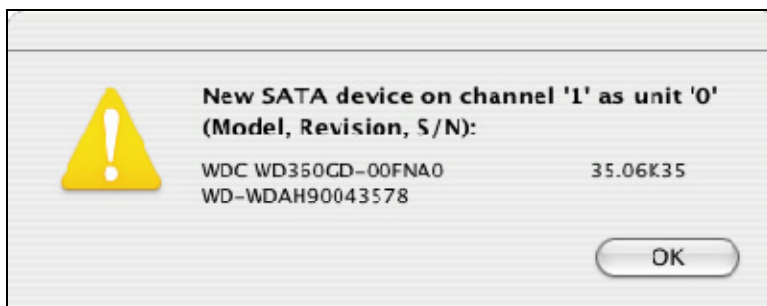 New SATA device on channel '1' as unit '0'
(Model, Revision, S/N):
WDC WD360GD-00FNA0 35.06K35
WD-WDAH90043578
OK